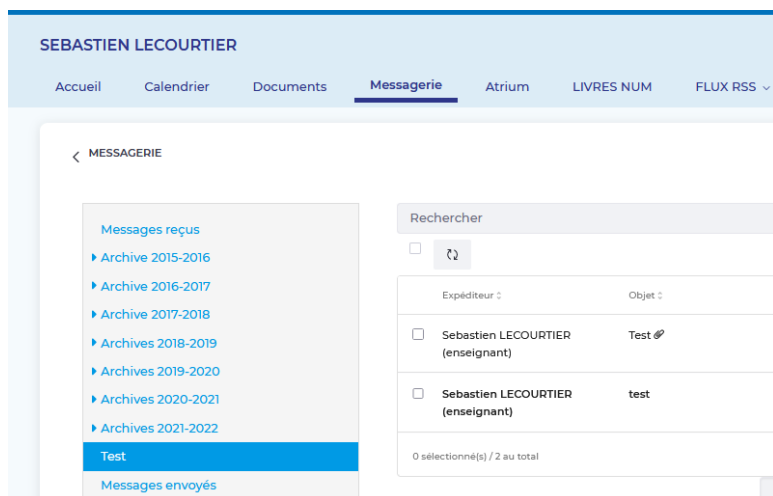 SEBASTIEN LECOURTIER
Accueil Calendrier Documents Messagerie Atrium LIVRES NUM FLUX RSS
MESSAGERIE
Messages reçus
Archive 2015-2016
Archive 2016-2017
Archive 2017-2018
Archives 2018-2019
Archives 2019-2020
Archives 2020-2021
Archives 2021-2022
Test
Messages envoyés
Rechercher
Expéditeur Objet
Sebastien LECOURTIER Test
(enseignant)
Sebastien LECOURTIER test
(enseignant)
0 sélectionné(s) / 2 au total